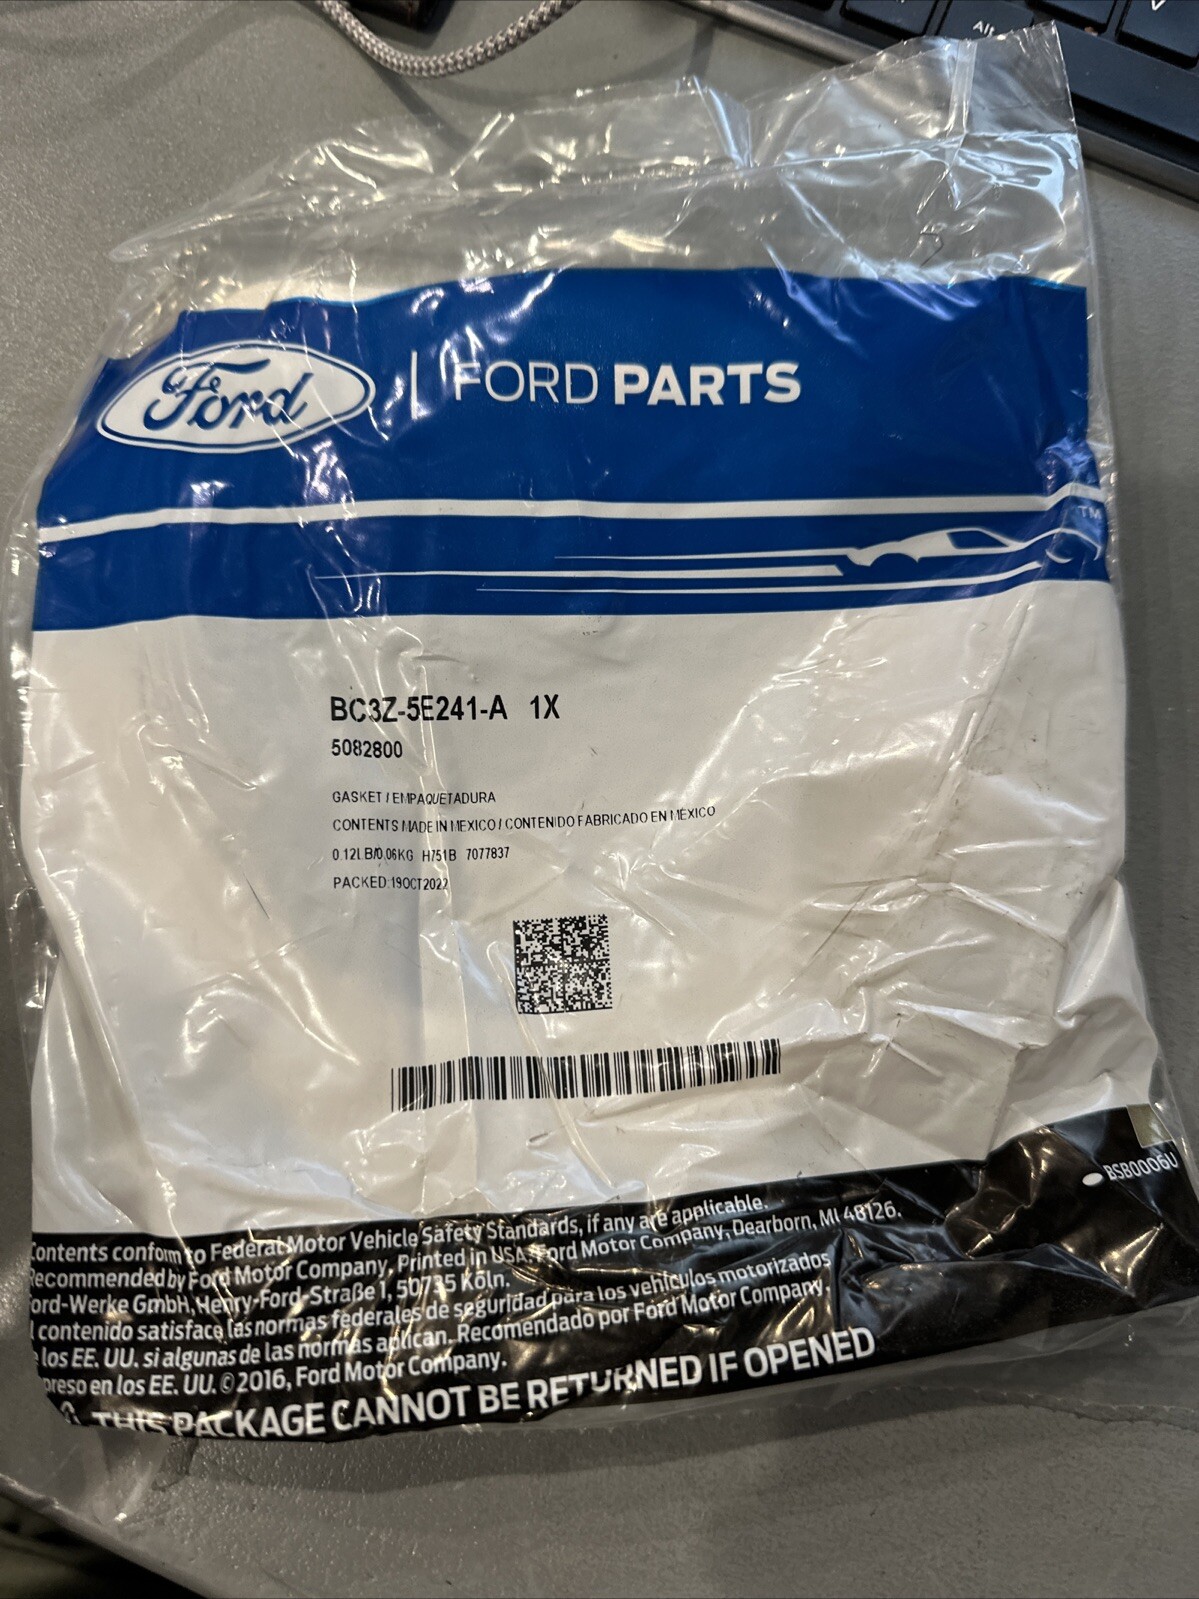 Alt
Ford | FORD PARTS
TM
BC3Z-5E241-A 1X
5082800
GASKET / EMPAQUETADURA
CONTENTS MADE IN MEXICO / CONTENIDO FABRICADO EN MÉXICO
0.12LB/0.06KG H751B 7077837
PACKED:19OCT2022
BSB0006U
Contents conform to Federal Motor Vehicle Safety Standards, if any are applicable.
Recommended by Ford Motor Company, Printed in USA, Ford Motor Company, Dearborn, MI 48126.
Ford-Werke GmbH, Henry-Ford-Straße 1, 50735 Köln.
l contenido satisface las normas federales de seguridad para los vehículos motorizados
los EE. UU. si algunas de las normas aplican. Recomendado por Ford Motor Company,
preso en los EE. UU. © 2016, Ford Motor Company.
THIS PACKAGE CANNOT BE RETURNED IF OPENED